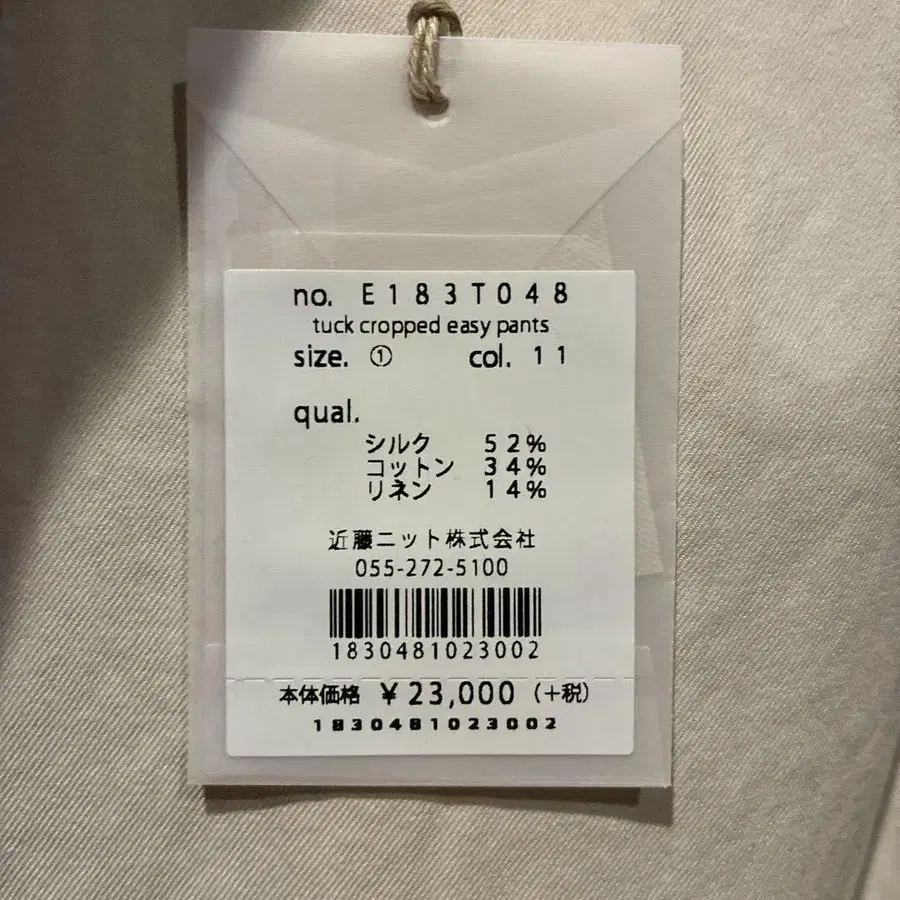 no. E183T048
tuck cropped easy pants
size. ① col. 11
qual.
シルク 52%
コットン 34%
リネン 14%
近藤ニット株式会社
055-272-5100
1830481023002
本体価格 ¥23,000 (+税)
1830481023002